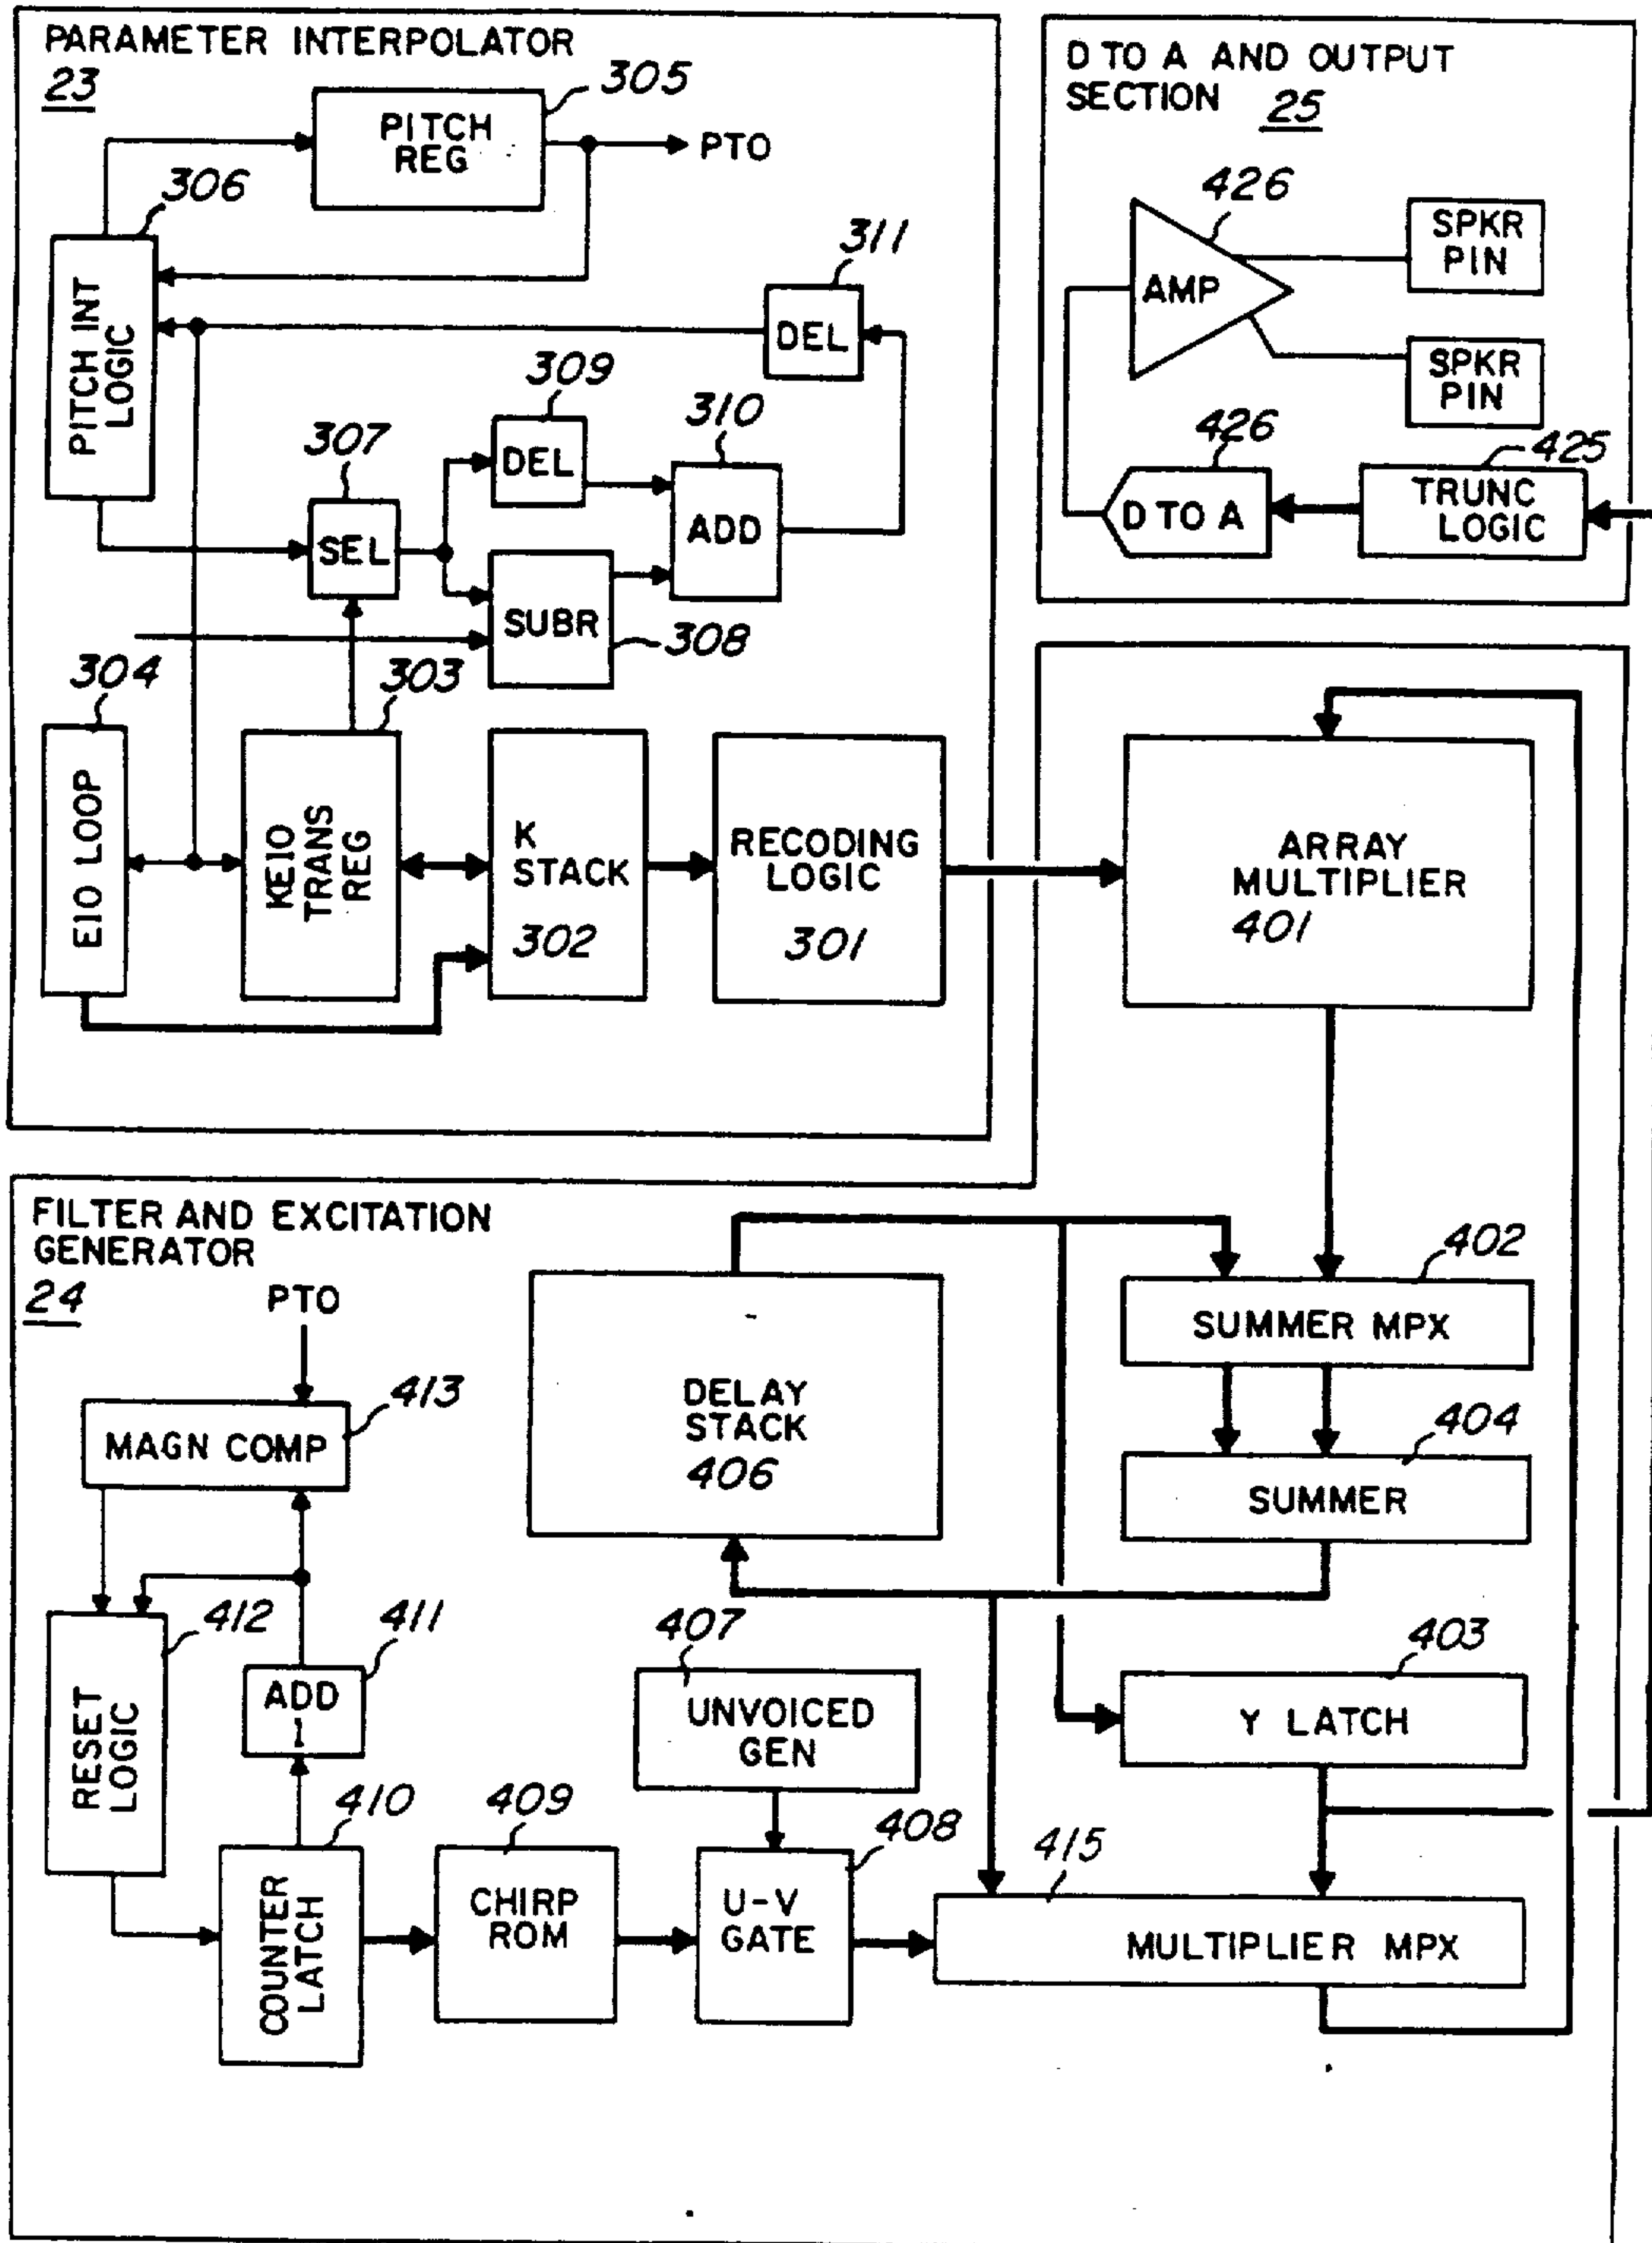 PARAMETER INTERPOLATOR
23
305
PITCH
REG
PTO
306
PITCH INT
LOGIC
311
DEL
309
DEL
310
ADD
307
SEL
SUBR
308
304
E10 LOOP
303
KE10
TRANS
REG
K
STACK
302
RECODING
LOGIC
301
D TO A AND OUTPUT
SECTION
25
426
AMP
SPKR
PIN
SPKR
PIN
426
D TO A
425
TRUNC
LOGIC
ARRAY
MULTIPLIER
401
FILTER AND EXCITATION
GENERATOR
24
PTO
413
MAGN COMP
DELAY
STACK
406
402
SUMMER MPX
404
SUMMER
412
RESET
LOGIC
411
ADD
1
407
UNVOICED
GEN
403
Y LATCH
410
COUNTER
LATCH
409
CHIRP
ROM
408
U-V
GATE
415
MULTIPLIER MPX